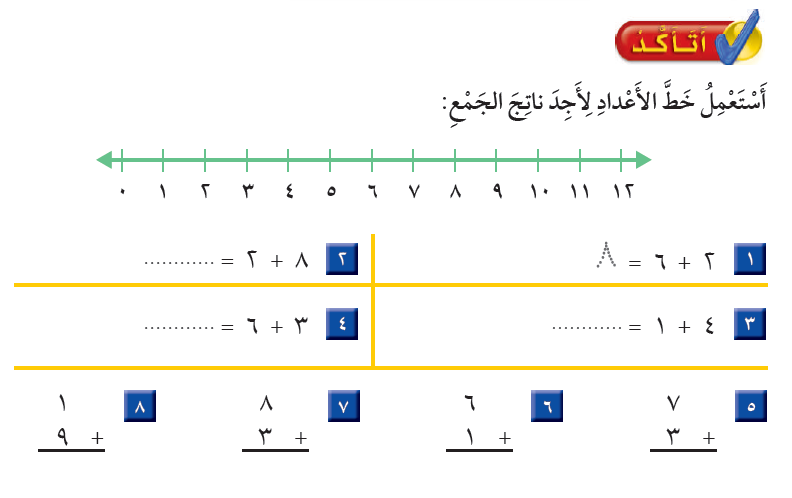 أَتَأَكَّدُ
أَسْتَعْمِلُ خَطَّ الأَعْدادِ لِأَجِدَ ناتِجَ الجَمْعِ:
٠ ١ ٢ ٣ ٤ ٥ ٦ ٧ ٨ ٩ ١٠ ١١ ١٢
١ ٢ + ٦ = ٨
٢ ٨ + ٢ = ............
٣ ٤ + ١ = ............
٤ ٣ + ٦ = ............
٥ ٧
+ ٣
٦ ٦
+ ١
٧ ٨
+ ٣
٨ ١
+ ٩